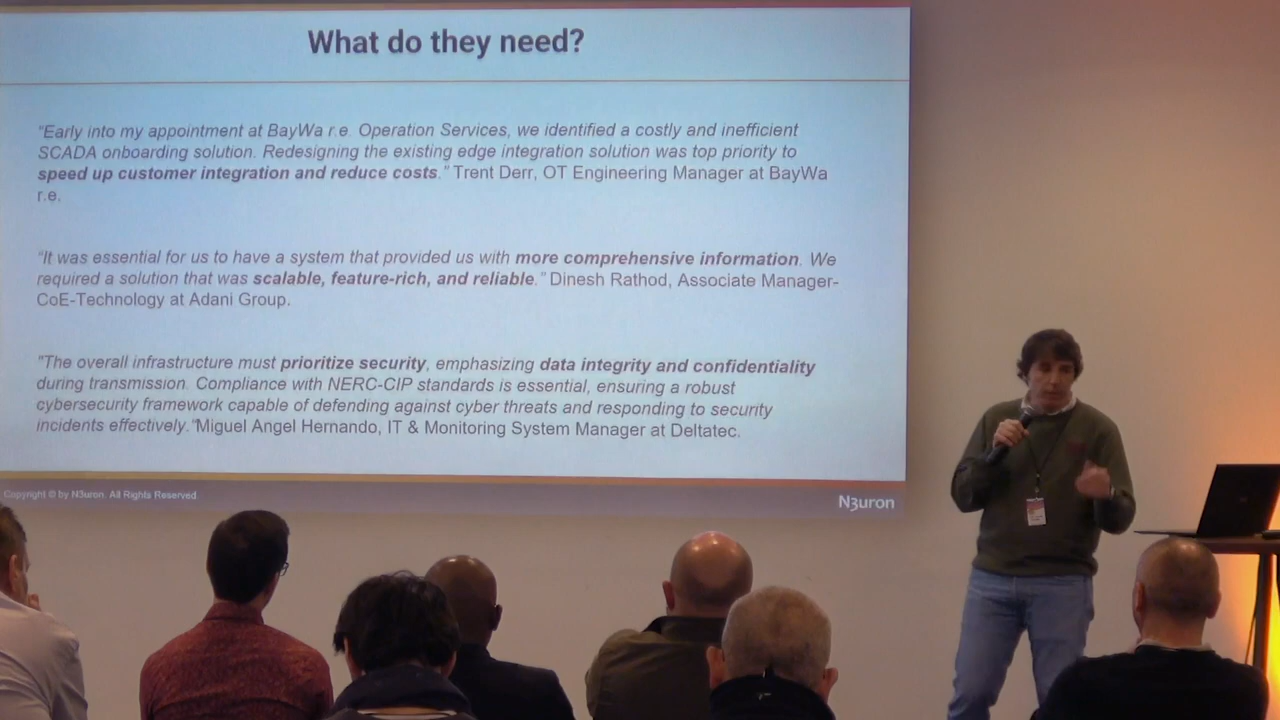 What do they need?
“Early into my appointment at BayWa r.e. Operation Services, we identified a costly and inefficient
SCADA onboarding solution. Redesigning the existing edge integration solution was top priority to
speed up customer integration and reduce costs.” Trent Derr, OT Engineering Manager at BayWa
r.e.
“It was essential for us to have a system that provided us with more comprehensive information. We
required a solution that was scalable, feature-rich, and reliable.” Dinesh Rathod, Associate Manager-
CoE-Technology at Adani Group.
"The overall infrastructure must prioritize security, emphasizing data integrity and confidentiality
during transmission. Compliance with NERC-CIP standards is essential, ensuring a robust
cybersecurity framework capable of defending against cyber threats and responding to security
incidents effectively."Miguel Angel Hernando, IT & Monitoring System Manager at Deltatec.
Copyright © by N3uron. All Rights Reserved
N3uron